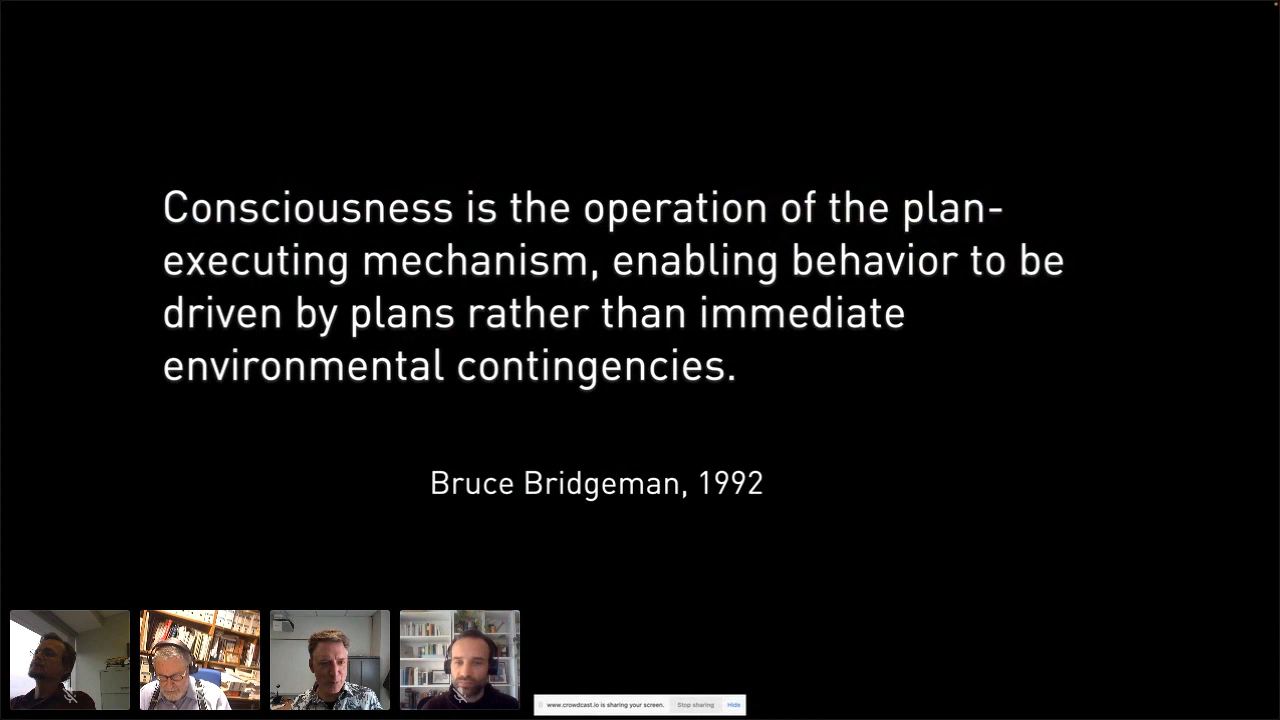 Consciousness is the operation of the plan-
executing mechanism, enabling behavior to be
driven by plans rather than immediate
environmental contingencies.
Bruce Bridgeman, 1992
www.crowdcast.io is sharing your screen. Stop sharing Hide